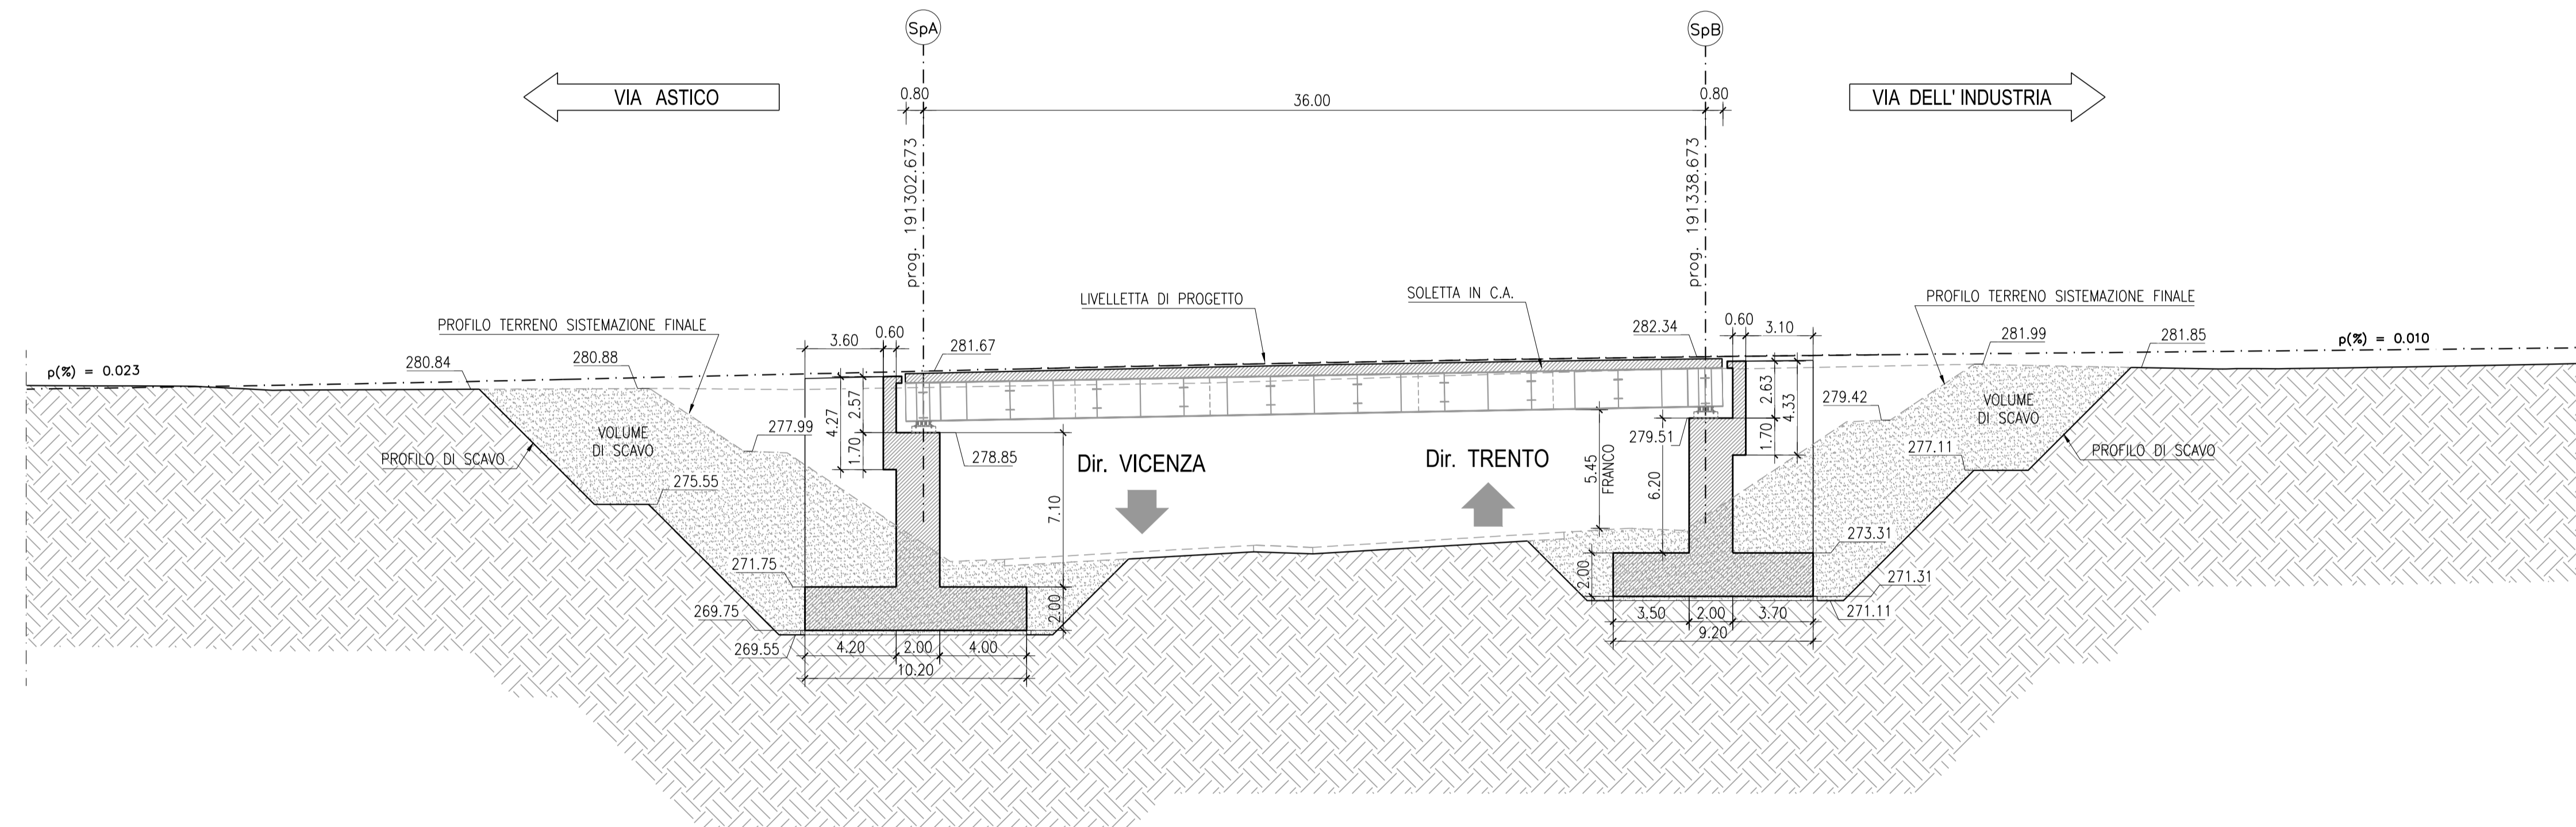 SpA
SpB
VIA ASTICO
VIA DELL' INDUSTRIA
0.80
36.00
0.80
prog. 191302.673
prog. 191338.673
LIVELLETTA DI PROGETTO
SOLETTA IN C.A.
PROFILO TERRENO SISTEMAZIONE FINALE
PROFILO TERRENO SISTEMAZIONE FINALE
3.60
0.60
281.67
282.34
0.60
3.10
281.99
281.85
p(%) = 0.010
p(%) = 0.023
280.84
280.88
4.27
2.57
1.70
277.99
VOLUME
DI SCAVO
PROFILO DI SCAVO
275.55
278.85
Dir. VICENZA
Dir. TRENTO
7.10
5.45
FRANCO
6.20
279.51
2.63
4.33
1.70
279.42
VOLUME
DI SCAVO
277.11
PROFILO DI SCAVO
271.75
269.75
269.55
2.00
4.20
2.00
4.00
10.20
273.31
271.31
271.11
2.00
3.50
2.00
3.70
9.20